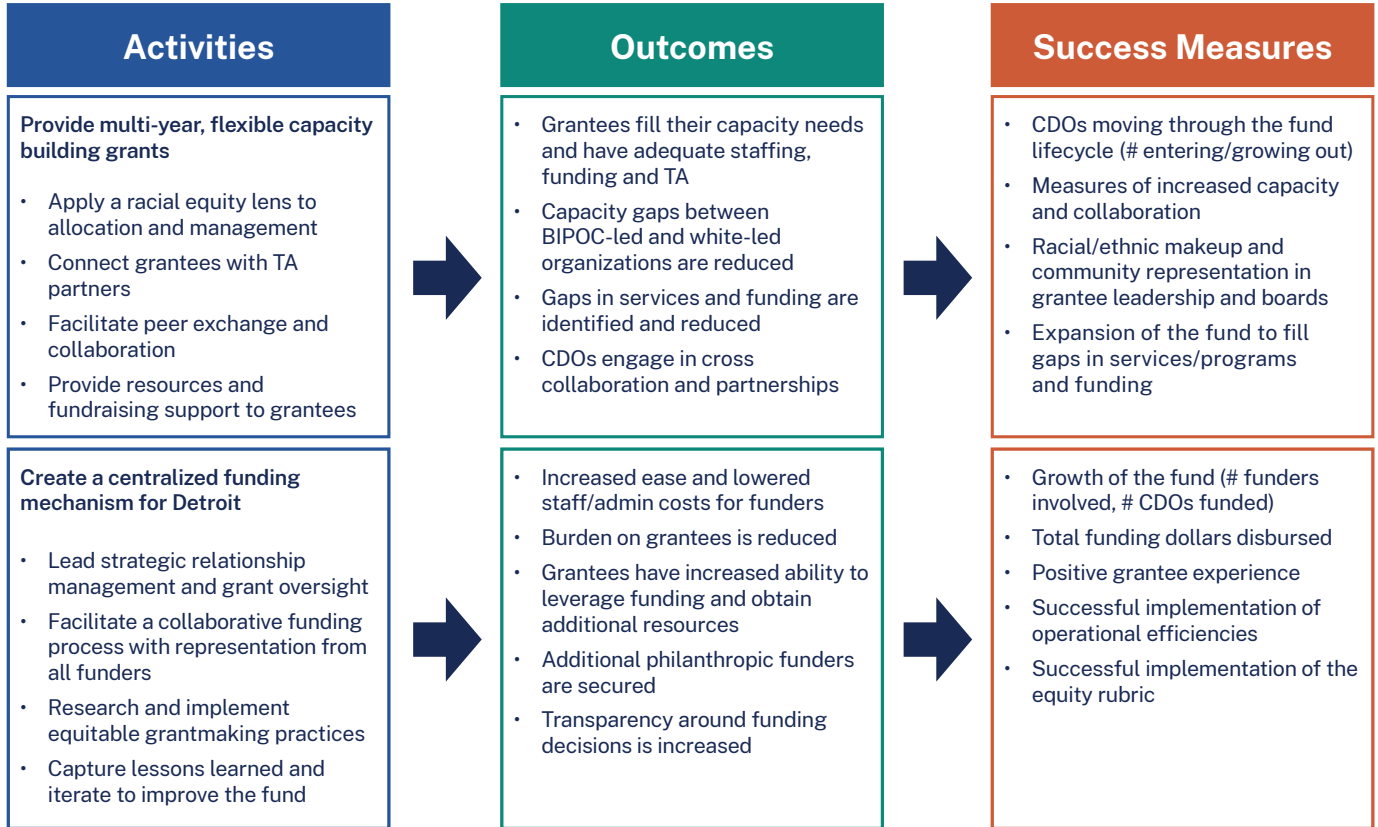 Activities
Outcomes
Success Measures
Provide multi-year, flexible capacity
building grants
• Apply a racial equity lens to
allocation and management
• Connect grantees with TA
partners
• Facilitate peer exchange and
collaboration
• Provide resources and
fundraising support to grantees
• Grantees fill their capacity needs
and have adequate staffing,
funding and TA
• Capacity gaps between
BIPOC-led and white-led
organizations are reduced
• Gaps in services and funding are
identified and reduced
• CDOs engage in cross
collaboration and partnerships
• CDOs moving through the fund
lifecycle (# entering/growing out)
• Measures of increased capacity
and collaboration
• Racial/ethnic makeup and
community representation in
grantee leadership and boards
• Expansion of the fund to fill
gaps in services/programs
and funding
Create a centralized funding
mechanism for Detroit
• Lead strategic relationship
management and grant oversight
• Facilitate a collaborative funding
process with representation from
all funders
• Research and implement
equitable grantmaking practices
• Capture lessons learned and
iterate to improve the fund
• Increased ease and lowered
staff/admin costs for funders
• Burden on grantees is reduced
• Grantees have increased ability to
leverage funding and obtain
additional resources
• Additional philanthropic funders
are secured
• Transparency around funding
decisions is increased
• Growth of the fund (# funders
involved, # CDOs funded)
• Total funding dollars disbursed
• Positive grantee experience
• Successful implementation of
operational efficiencies
• Successful implementation of the
equity rubric